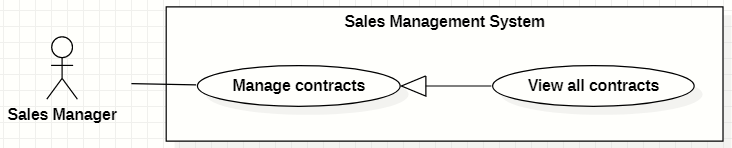 Sales Management System
Manage contracts
View all contracts
Sales Manager